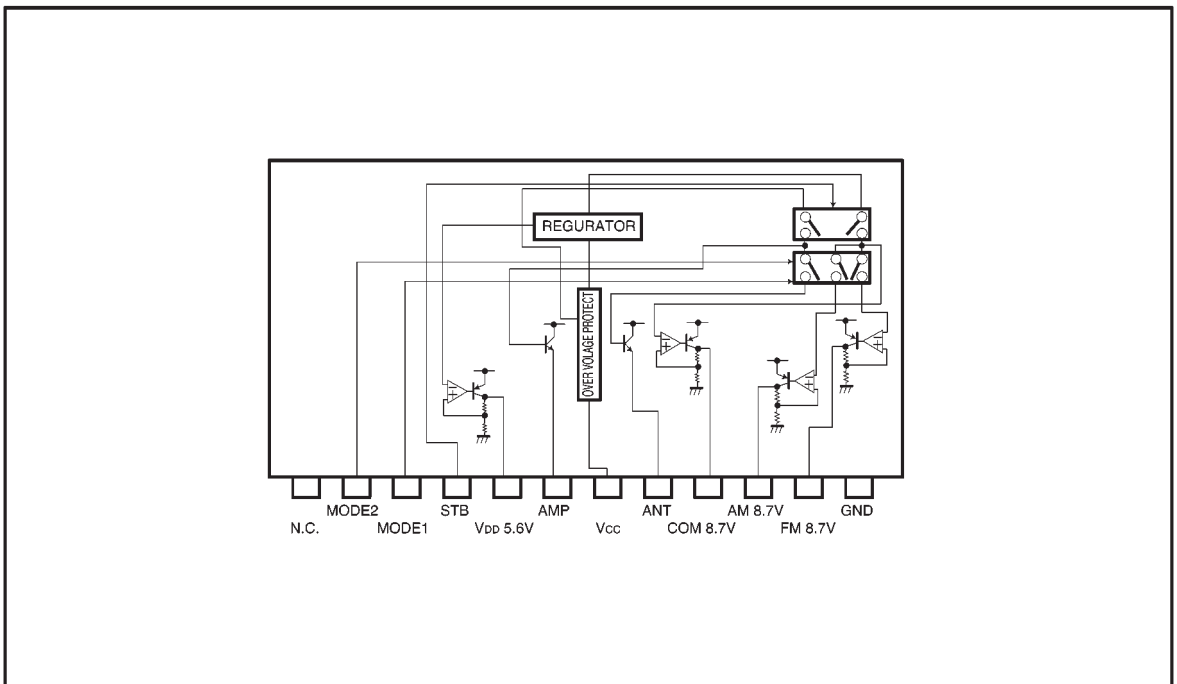 REGURATOR
OVER VOLAGE PROTECT
MODE2 STB AMP ANT AM 8.7V GND
N.C. MODE1 VDD 5.6V Vcc COM 8.7V FM 8.7V